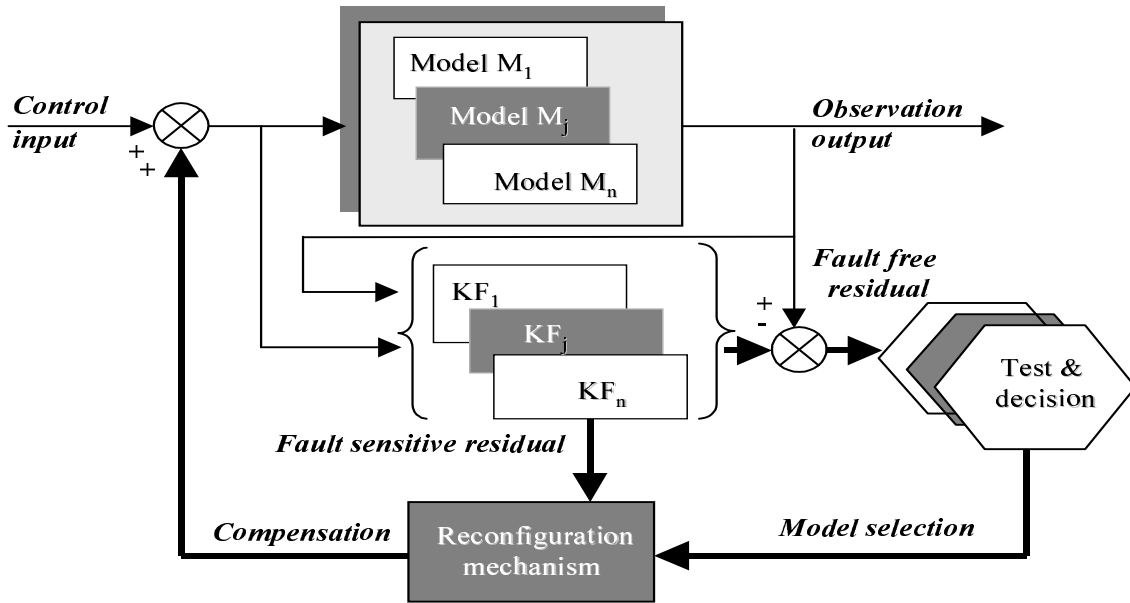 Model M1
Control
input
Model Mj
Observation
output
+
+
Model Mn
Fault free
residual
KF1
+
-
KFj
Test &
decision
KFn
Fault sensitive residual
Compensation
Reconfiguration
mechanism
Model selection